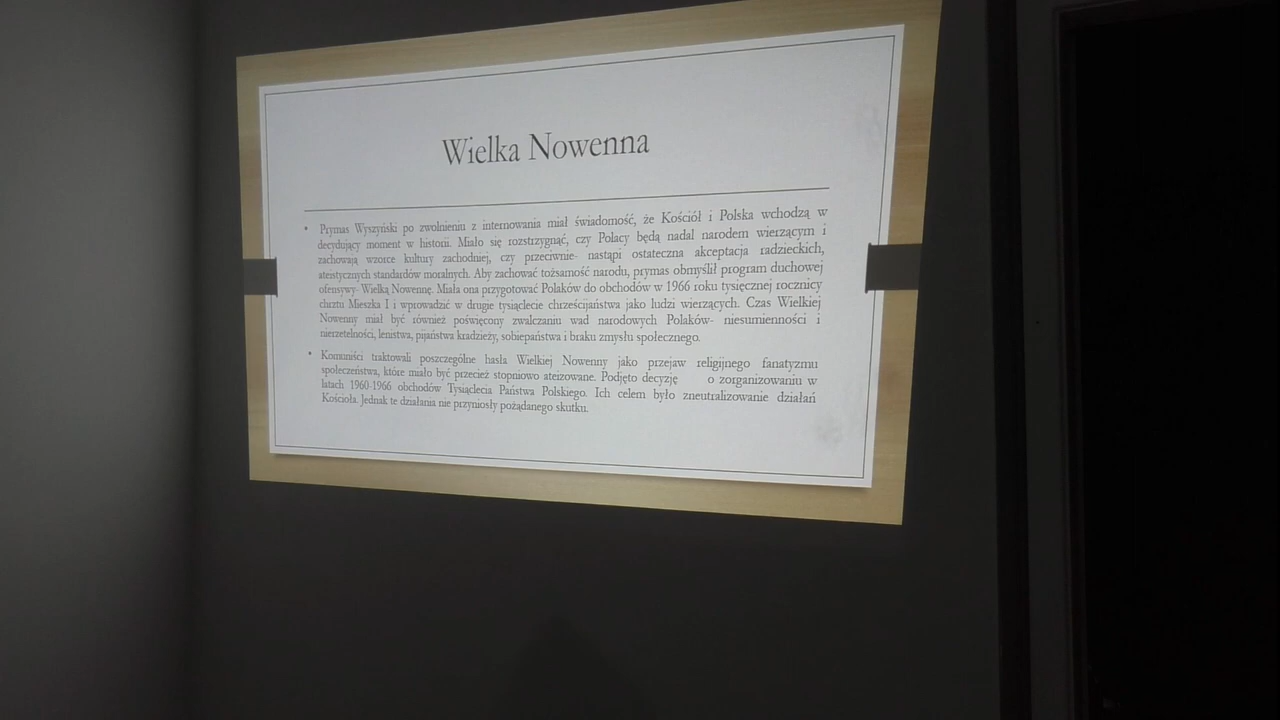 Wielka Nowenna
• Prymas Wyszyński po zwolnieniu z internowania miał świadomość, że Kościół i Polska wchodzą w
decydujący moment w historii. Miało się rozstrzygnąć, czy Polacy będą nadal narodem wierzącym i
zachowają wzorce kultury zachodniej, czy przeciwnie- nastąpi ostateczna akceptacja radzieckich,
ateistycznych standardów moralnych. Aby zachować tożsamość narodu, prymas obmyślił program duchowej
ofensywy- Wielką Nowennę. Miała ona przygotować Polaków do obchodów w 1966 roku tysięcznej rocznicy
chrztu Mieszka I i wprowadzić w drugie tysiąclecie chrześcijaństwa jako ludzi wierzących. Czas Wielkiej
Nowenny miał być również poświęcony zwalczaniu wad narodowych Polaków- niesumienności i
nierzetelności, lenistwa, pijaństwa kradzieży, sobiepaństwa i braku zmysłu społecznego.
• Komuniści traktowali poszczególne hasła Wielkiej Nowenny jako przejaw religijnego fanatyzmu
społeczeństwa, które miało być przecież stopniowo ateizowane. Podjęto decyzję o zorganizowaniu w
latach 1960-1966 obchodów Tysiąclecia Państwa Polskiego. Ich celem było zneutralizowanie działań
Kościoła. Jednak te działania nie przyniosły pożądanego skutku.